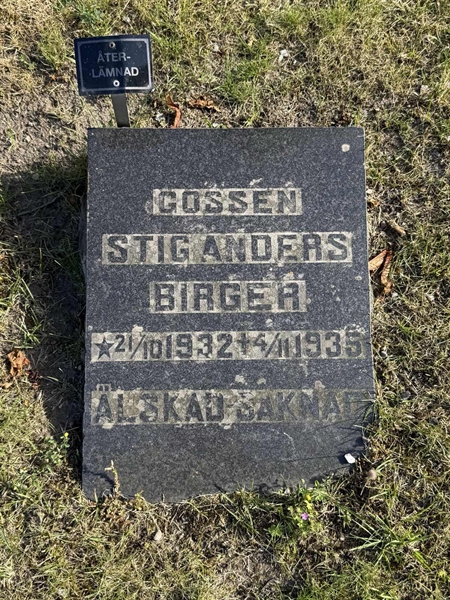 ÅTER-
LÄMNAD
GOSSEN
STIG ANDERS
BIRGER
★ 21/10 1932 + 4/11 1935
ÄLSKAD SAKNAD